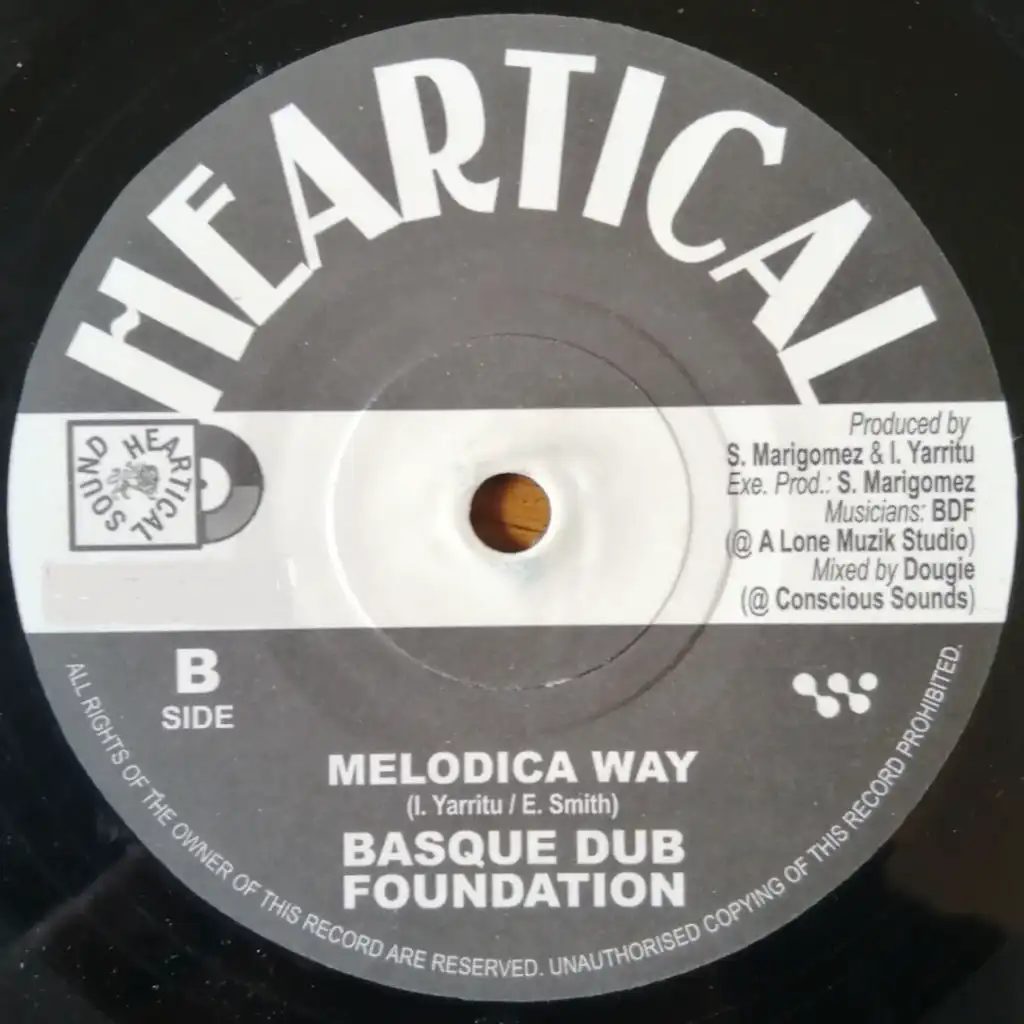 HEARTICAL
HEARTICAL SOUND
Produced by
S. Marigomez & I. Yarritu
Exe. Prod.: S. Marigomez
Musicians: BDF
(@ A Lone Muzik Studio)
Mixed by Dougie
(@ Conscious Sounds)
B
SIDE
MELODICA WAY
(I. Yarritu / E. Smith)
BASQUE DUB
FOUNDATION
ALL RIGHTS OF THE OWNER OF THIS RECORD ARE RESERVED. UNAUTHORISED COPYING OF THIS RECORD PROHIBITED.